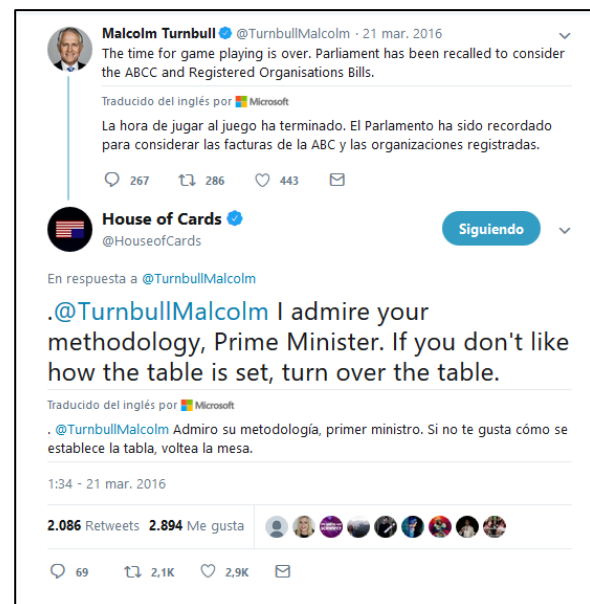 Malcolm Turnbull @TurnbullMalcolm · 21 mar. 2016
The time for game playing is over. Parliament has been recalled to consider
the ABCC and Registered Organisations Bills.
Traducido del inglés por Microsoft
La hora de jugar al juego ha terminado. El Parlamento ha sido recordado
para considerar las facturas de la ABC y las organizaciones registradas.
267 286 443
House of Cards
@HouseofCards
Siguiendo
En respuesta a @TurnbullMalcolm
.@TurnbullMalcolm I admire your
methodology, Prime Minister. If you don't like
how the table is set, turn over the table.
Traducido del inglés por Microsoft
. @TurnbullMalcolm Admiro su metodología, primer ministro. Si no te gusta cómo se
establece la tabla, voltea la mesa.
1:34 - 21 mar. 2016
2.086 Retweets 2.894 Me gusta
69 2,1K 2,9K